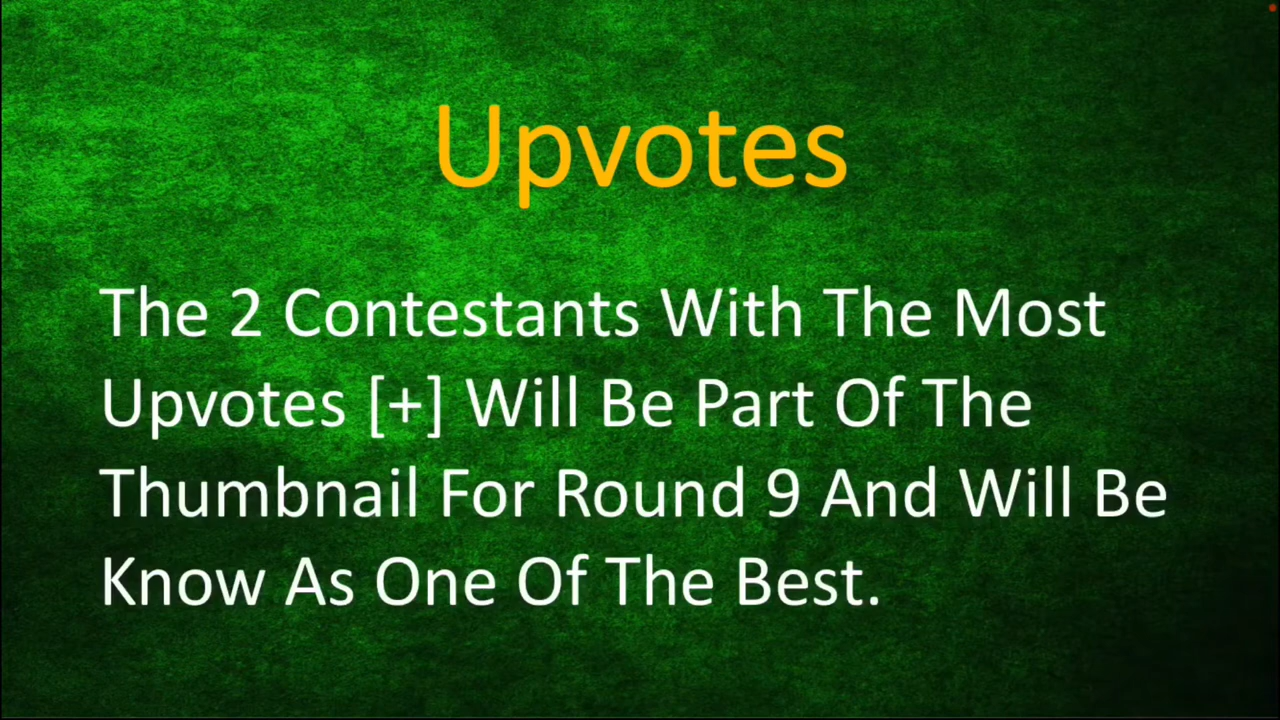 Upvotes
The 2 Contestants With The Most
Upvotes [+] Will Be Part Of The
Thumbnail For Round 9 And Will Be
Know As One Of The Best.